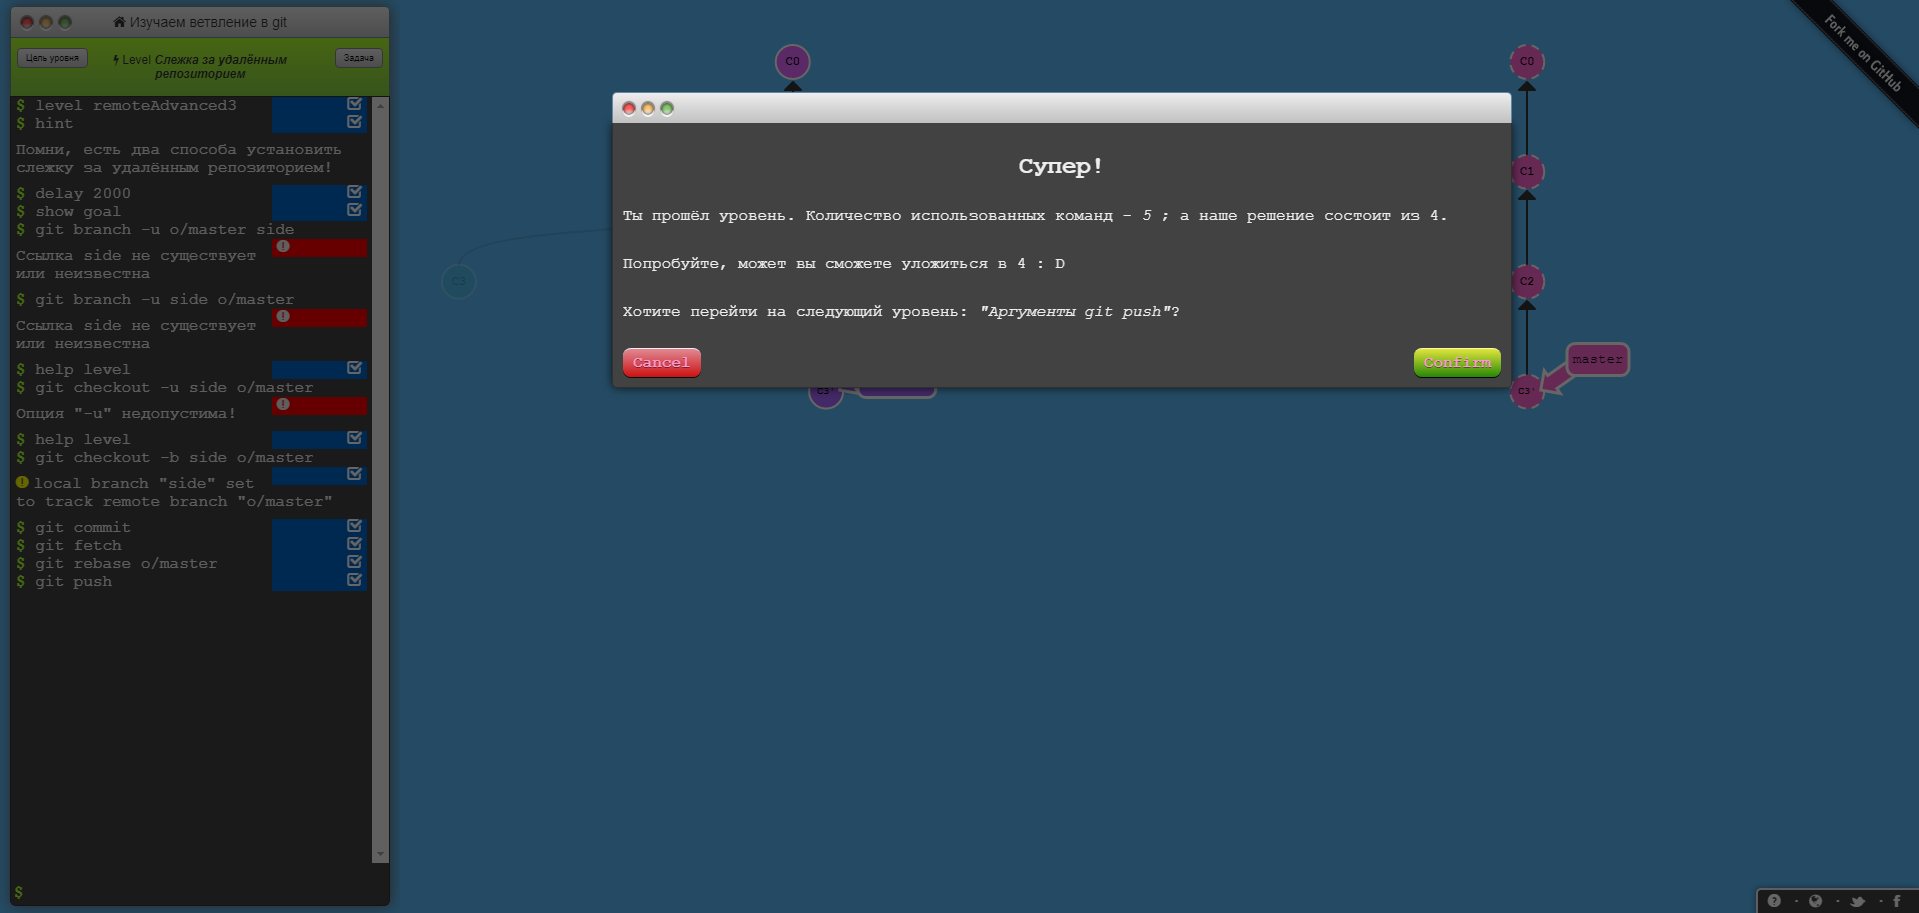 Изучаем ветвление в git
Цель уровня
Level Слежка за удалённым
репозиторием
Задача
$ level remoteAdvanced3
$ hint
Помни, есть два способа установить
слежку за удалённым репозиторием!
$ delay 2000
$ show goal
$ git branch -u o/master side
Ссылка side не существует
или неизвестна
$ git branch -u side o/master
Ссылка side не существует
или неизвестна
$ help level
$ git checkout -u side o/master
Опция "-u" недопустима!
$ help level
$ git checkout -b side o/master
local branch "side" set
to track remote branch "o/master"
$ git commit
$ git fetch
$ git rebase o/master
$ git push
$
C0
C3
C3'
Супер!
Ты прошёл уровень. Количество использованных команд - 5 ; а наше решение состоит из 4.
Попробуйте, может вы сможете уложиться в 4 : D
Хотите перейти на следующий уровень: "Аргументы git push"?
Cancel
Confirm
C0
C1
C2
master
C3'
Fork me on GitHub